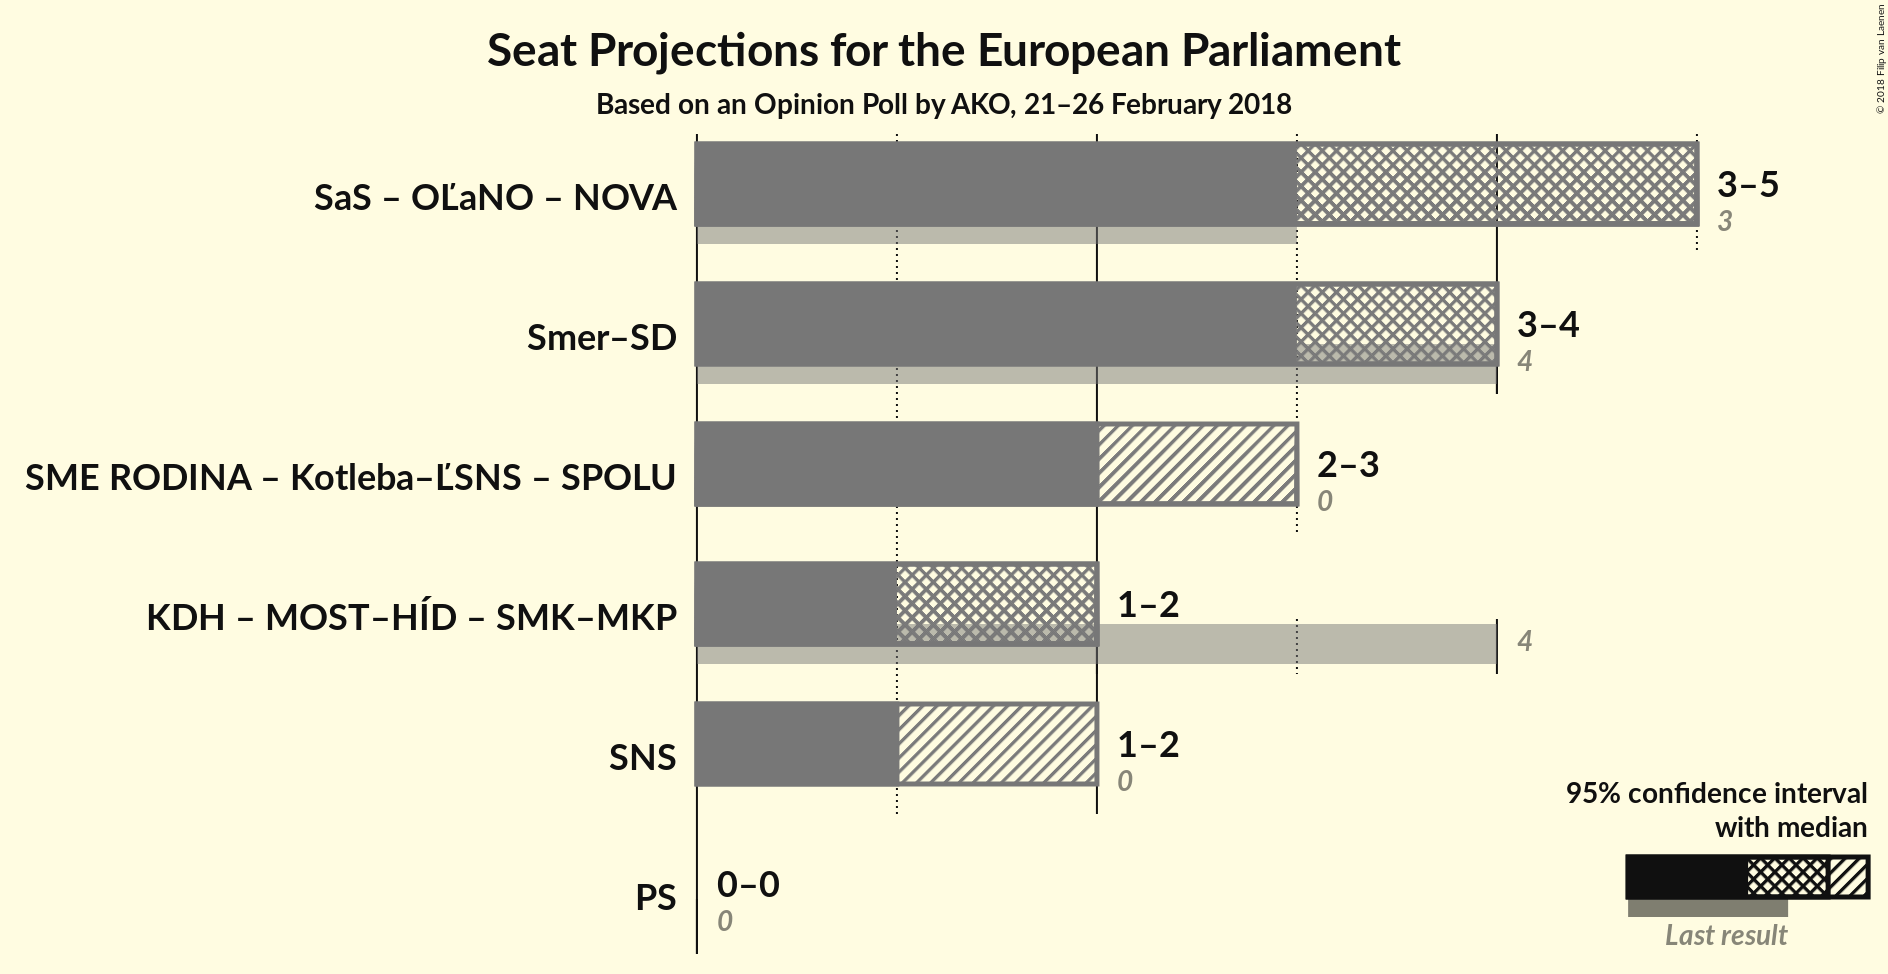 Seat Projections for the European Parliament
Based on an Opinion Poll by AKO, 21–26 February 2018
© 2018 Filip van Laenen
SaS – OĽaNO – NOVA
3–5
3
Smer–SD
3–4
4
SME RODINA – Kotleba–ĽSNS – SPOLU
2–3
0
KDH – MOST–HÍD – SMK–MKP
1–2
4
SNS
1–2
0
PS
0–0
0
95% confidence interval
with median
Last result